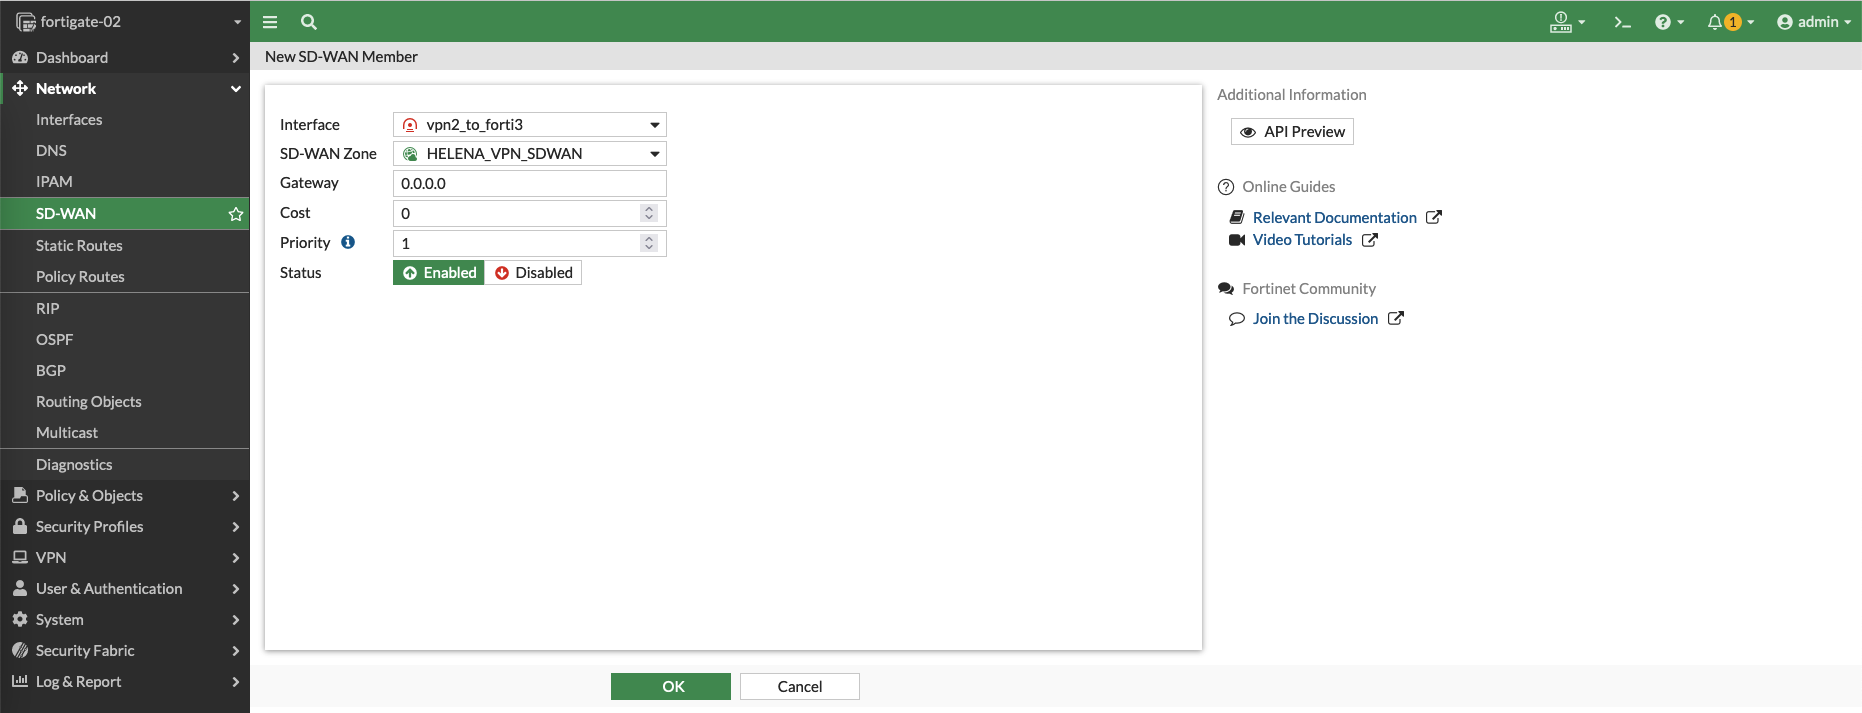 fortigate-02
1
admin
Dashboard
Network
Interfaces
DNS
IPAM
SD-WAN
Static Routes
Policy Routes
RIP
OSPF
BGP
Routing Objects
Multicast
Diagnostics
Policy & Objects
Security Profiles
VPN
User & Authentication
System
Security Fabric
Log & Report
New SD-WAN Member
Interface vpn2_to_forti3
SD-WAN Zone HELENA_VPN_SDWAN
Gateway 0.0.0.0
Cost 0
Priority 1
Status Enabled Disabled
OK Cancel
Additional Information
API Preview
Online Guides
Relevant Documentation
Video Tutorials
Fortinet Community
Join the Discussion